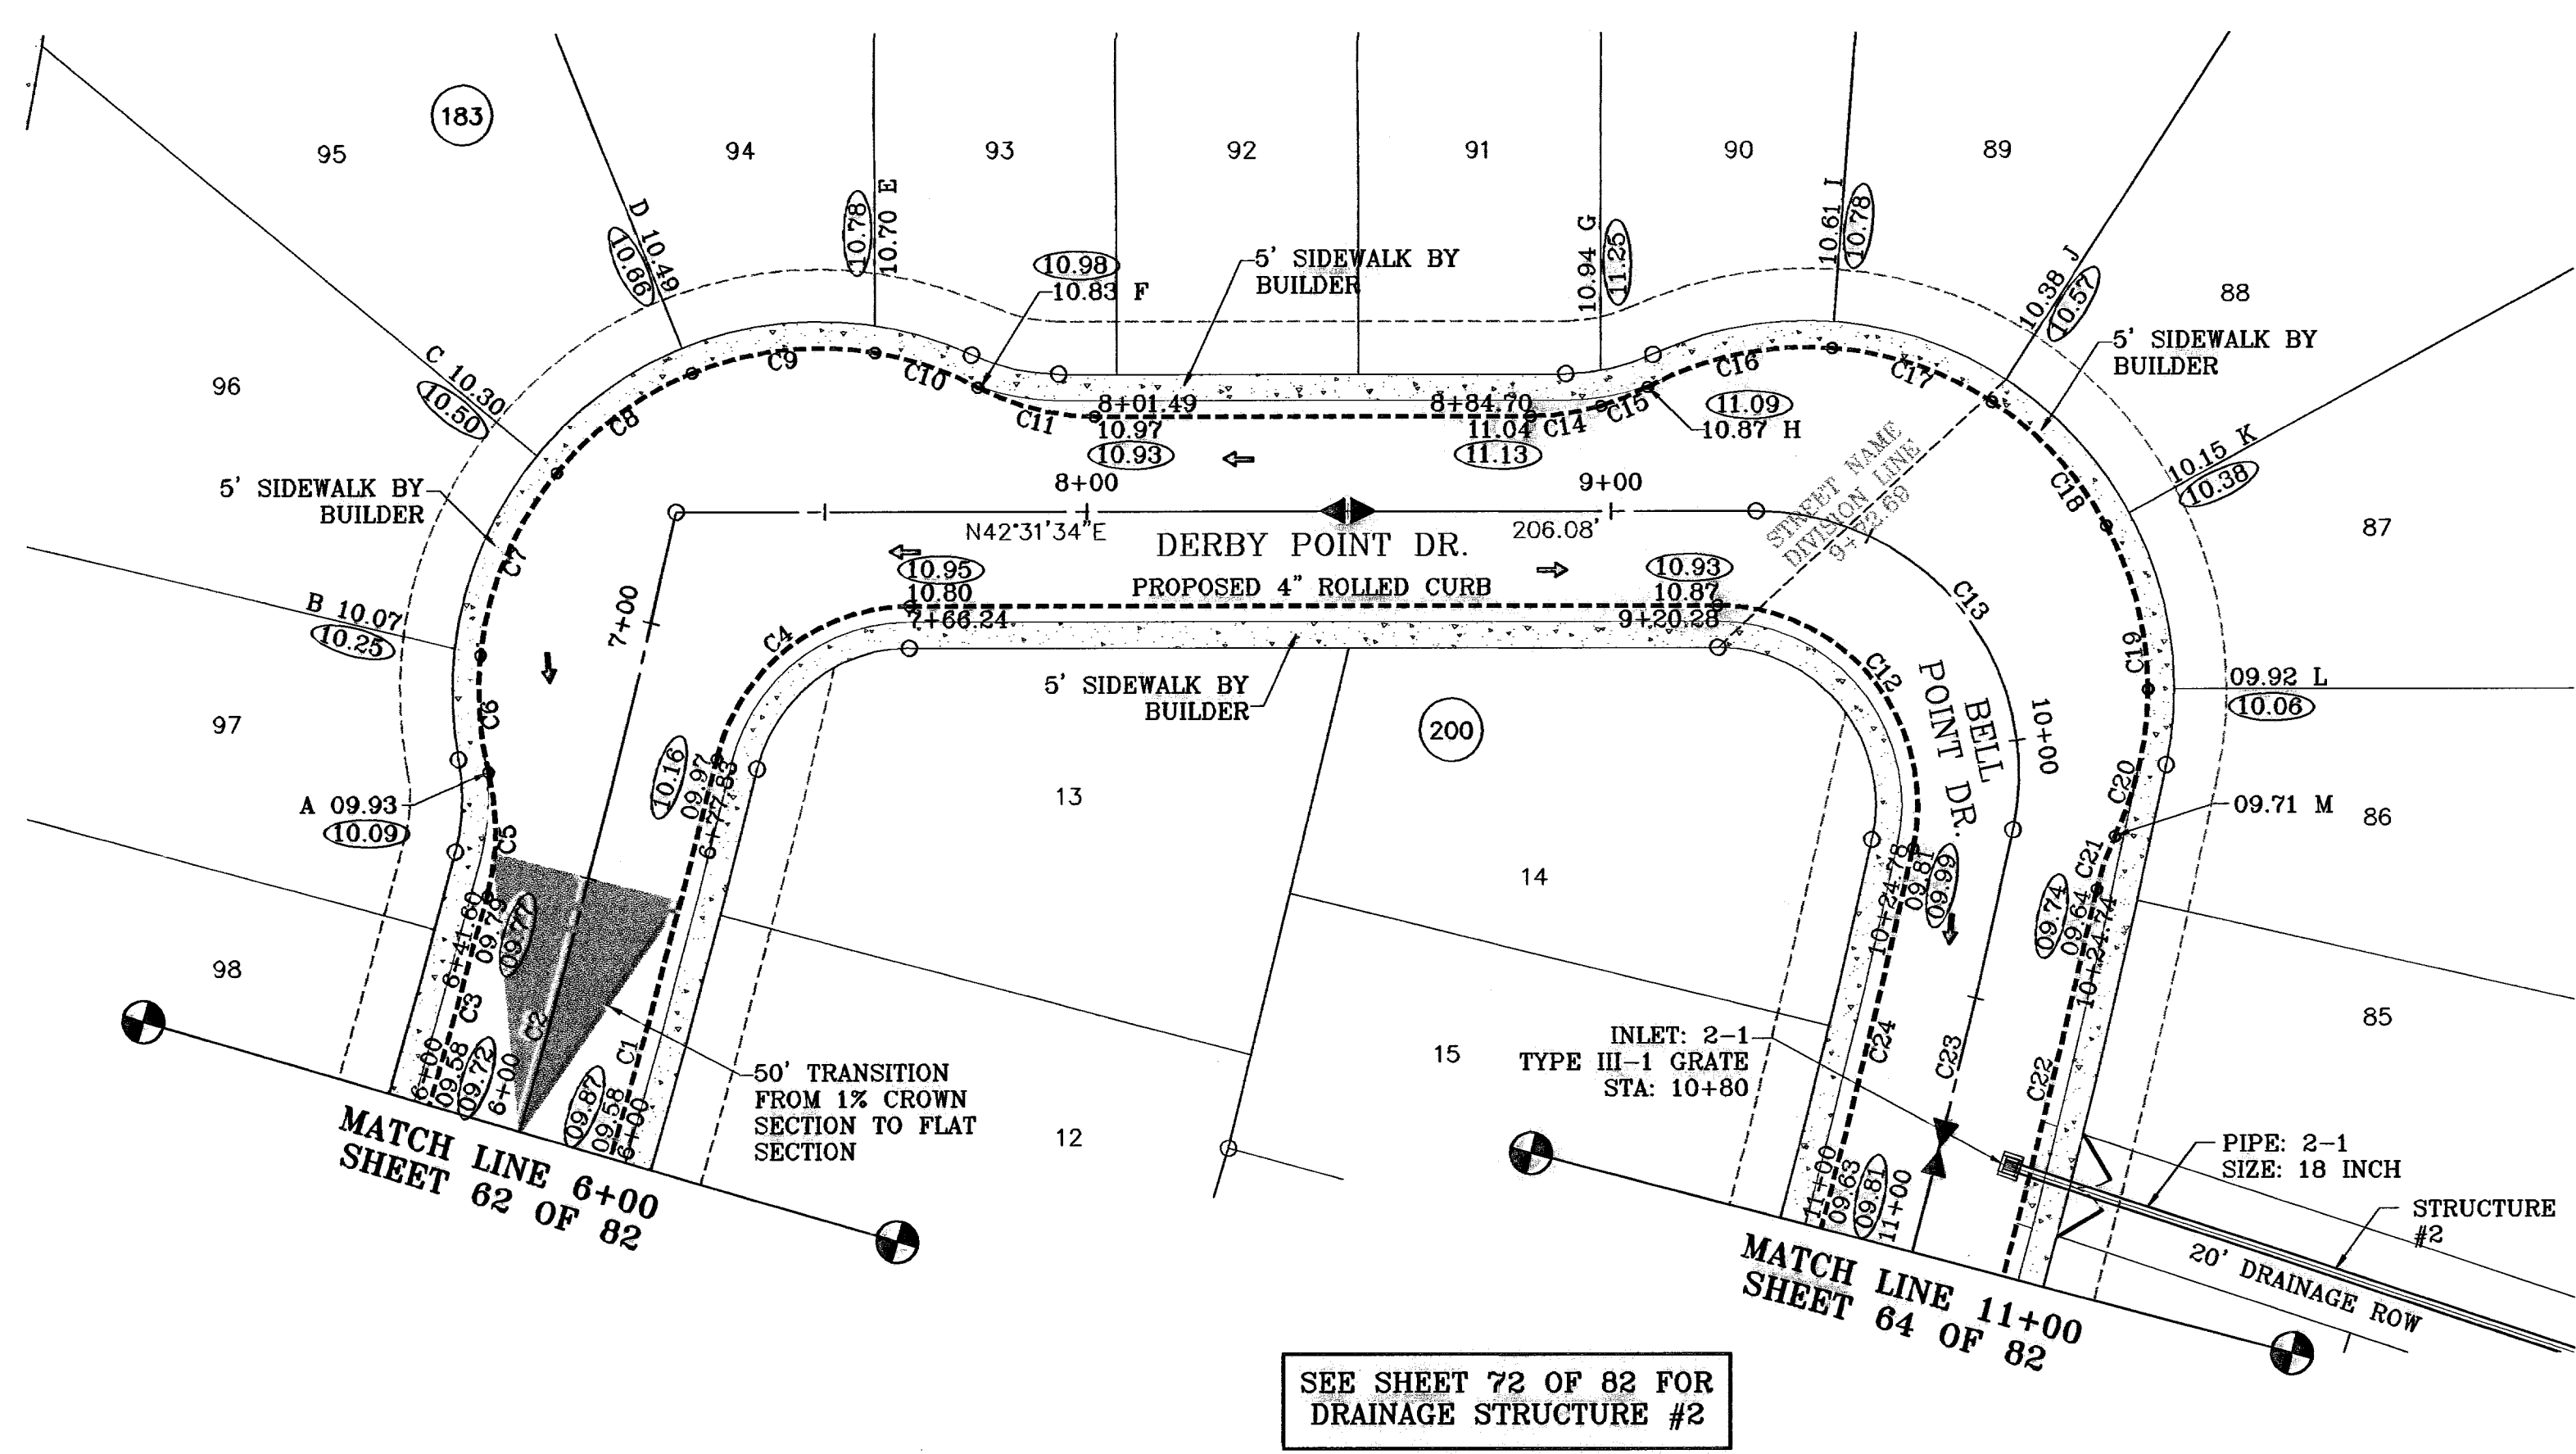 183
95
94
93
92
91
90
89
88
87
86
85
96
97
98
D 10.49
10.66
10.78
10.70 E
10.98
10.83 F
5' SIDEWALK BY
BUILDER
10.94 G
11.25
10.61 I
10.78
10.38 J
10.57
5' SIDEWALK BY
BUILDER
C 10.30
10.50
C9
C10
C11
8+01.49
10.97
10.93
8+84.70
11.04
11.13
C14
C15
C16
11.09
10.87 H
C17
C18
10.15 K
10.38
C8
C7
5' SIDEWALK BY
BUILDER
8+00
9+00
N42°31'34"E
206.08'
STREET NAME
DIVISION LINE
9+72.69
DERBY POINT DR.
PROPOSED 4" ROLLED CURB
10.95
10.80
7+66.24
10.93
10.87
9+20.28
B 10.07
10.25
7+00
C4
C6
C12
C13
C19
09.92 L
10.06
5' SIDEWALK BY
BUILDER
200
BELL
POINT DR.
10+00
10.16
09.97
6+77.83
A 09.93
10.09
C5
13
14
15
12
C20
09.71 M
C21
10+24.78
09.81
09.99
09.74
09.64
10+24.74
6+41.60
09.79
09.77
C3
C2
C1
6+00
09.58
09.72
6+00
09.87
09.58
6+00
50' TRANSITION
FROM 1% CROWN
SECTION TO FLAT
SECTION
MATCH LINE 6+00
SHEET 62 OF 82
INLET: 2-1
TYPE III-1 GRATE
STA: 10+80
C24
C23
C22
11+00
09.63
09.81
11+00
PIPE: 2-1
SIZE: 18 INCH
STRUCTURE
#2
20' DRAINAGE ROW
MATCH LINE 11+00
SHEET 64 OF 82
SEE SHEET 72 OF 82 FOR
DRAINAGE STRUCTURE #2